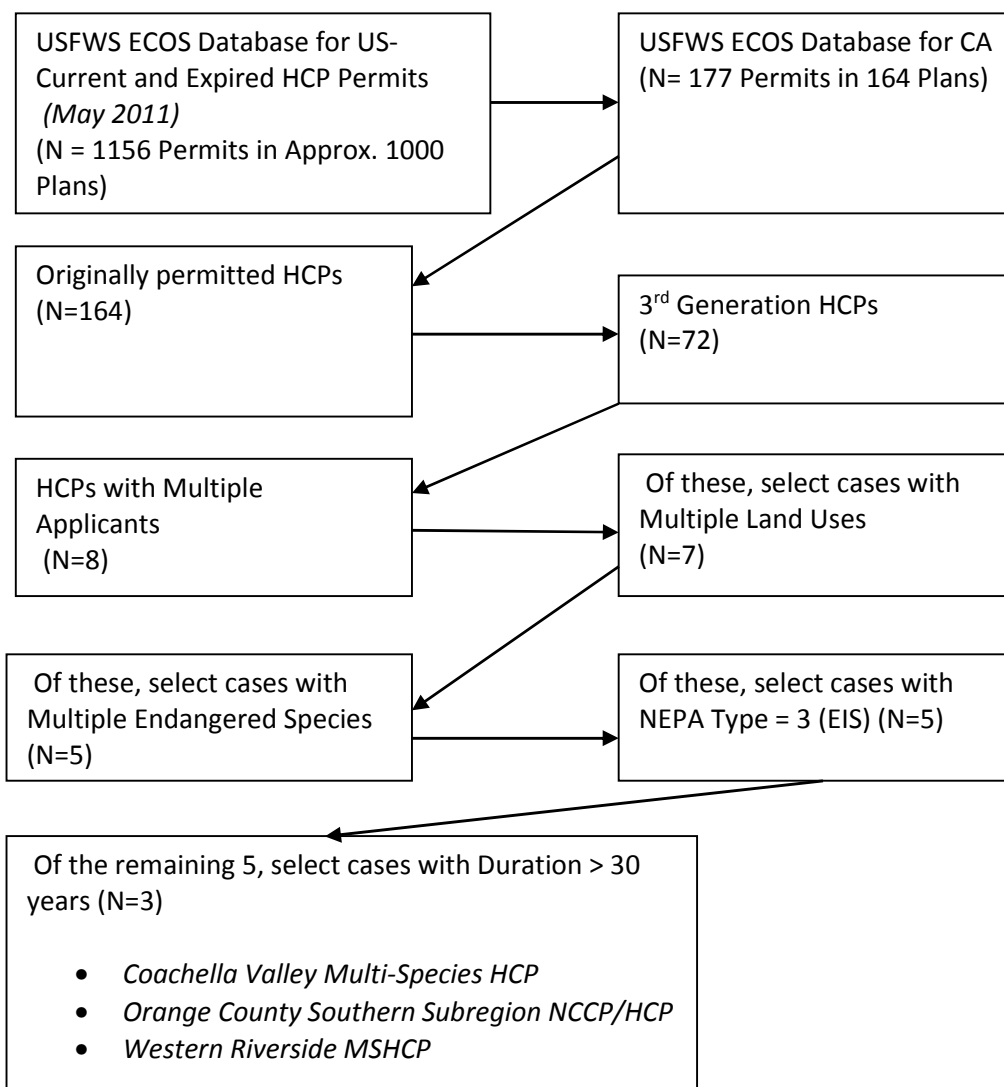 USFWS ECOS Database for US-
Current and Expired HCP Permits
(May 2011)
(N = 1156 Permits in Approx. 1000
Plans)
USFWS ECOS Database for CA
(N= 177 Permits in 164 Plans)
Originally permitted HCPs
(N=164)
3rd Generation HCPs
(N=72)
HCPs with Multiple
Applicants
(N=8)
Of these, select cases with
Multiple Land Uses
(N=7)
Of these, select cases with
Multiple Endangered Species
(N=5)
Of these, select cases with
NEPA Type = 3 (EIS) (N=5)
Of the remaining 5, select cases with Duration > 30
years (N=3)
• Coachella Valley Multi-Species HCP
• Orange County Southern Subregion NCCP/HCP
• Western Riverside MSHCP